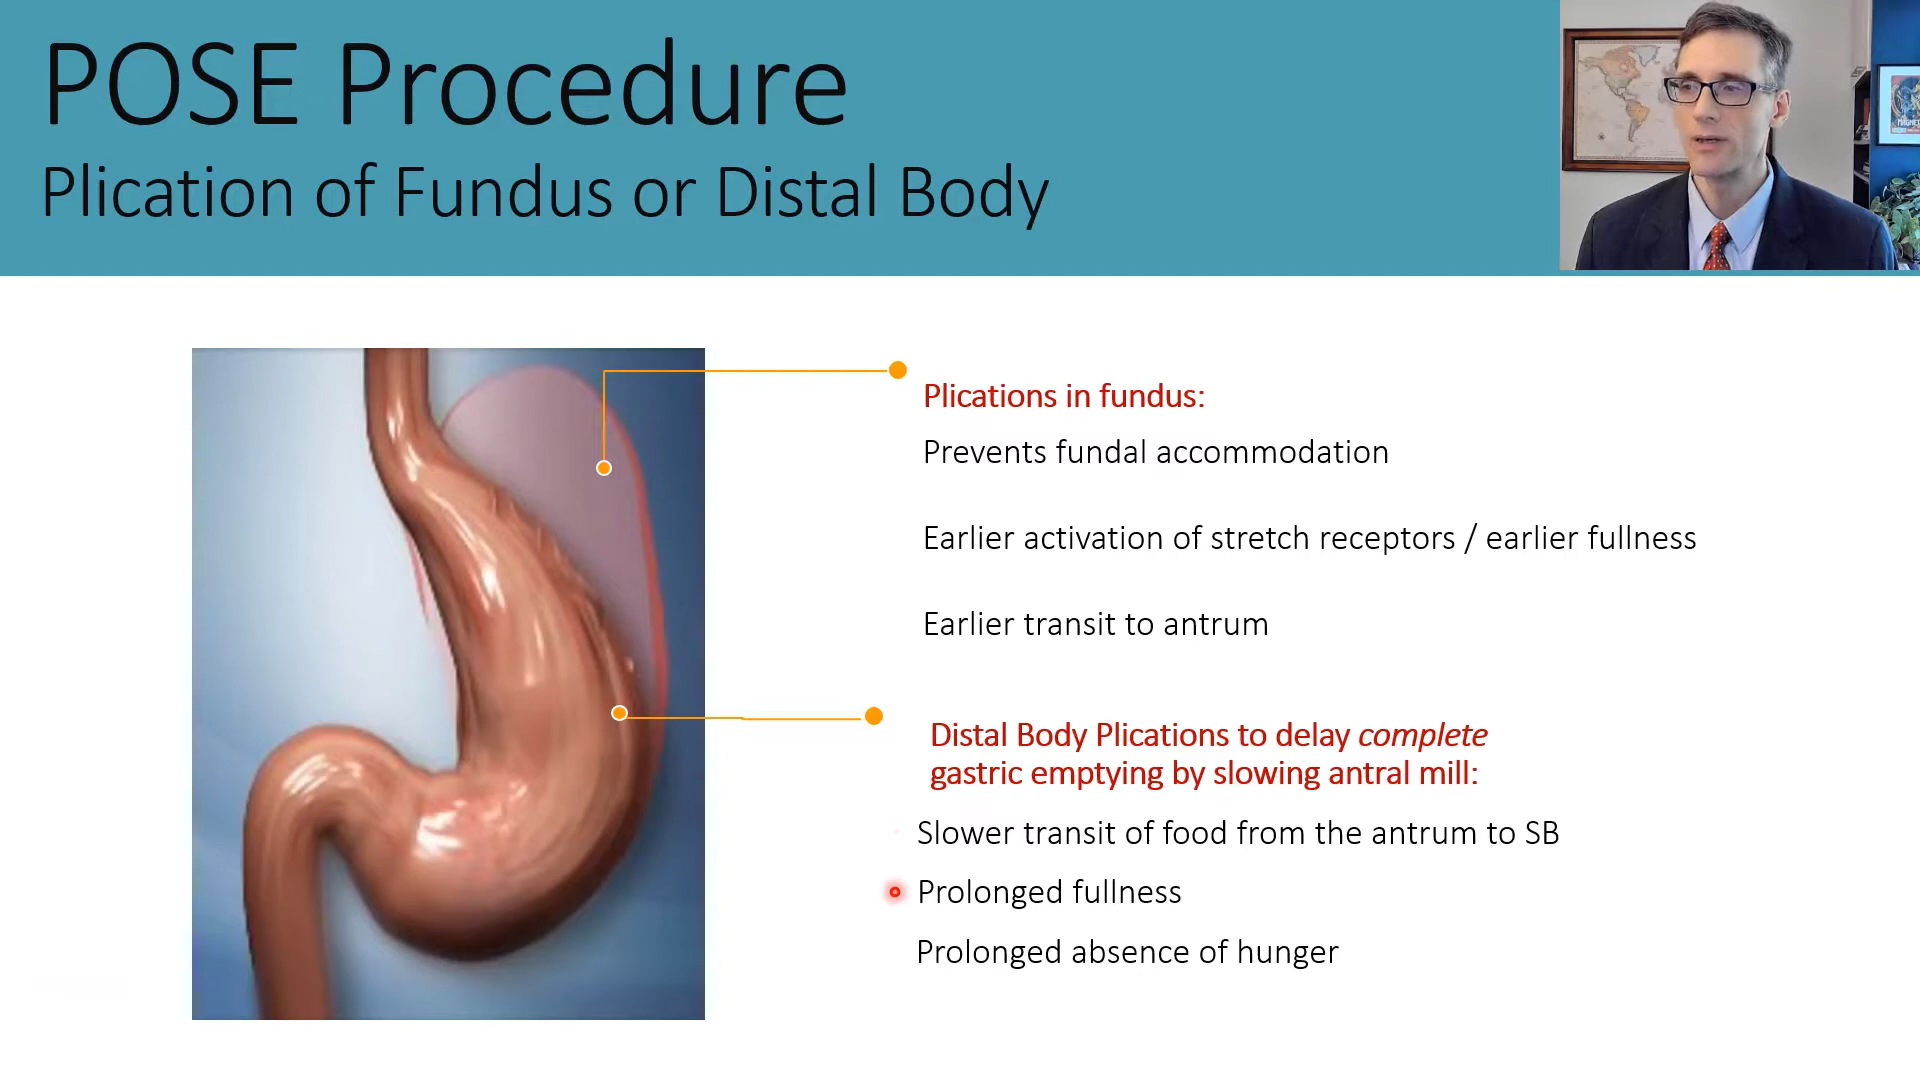 POSE Procedure
Plication of Fundus or Distal Body
Plications in fundus:
Prevents fundal accommodation
Earlier activation of stretch receptors / earlier fullness
Earlier transit to antrum
Distal Body Plications to delay complete
gastric emptying by slowing antral mill:
Slower transit of food from the antrum to SB
Prolonged fullness
Prolonged absence of hunger